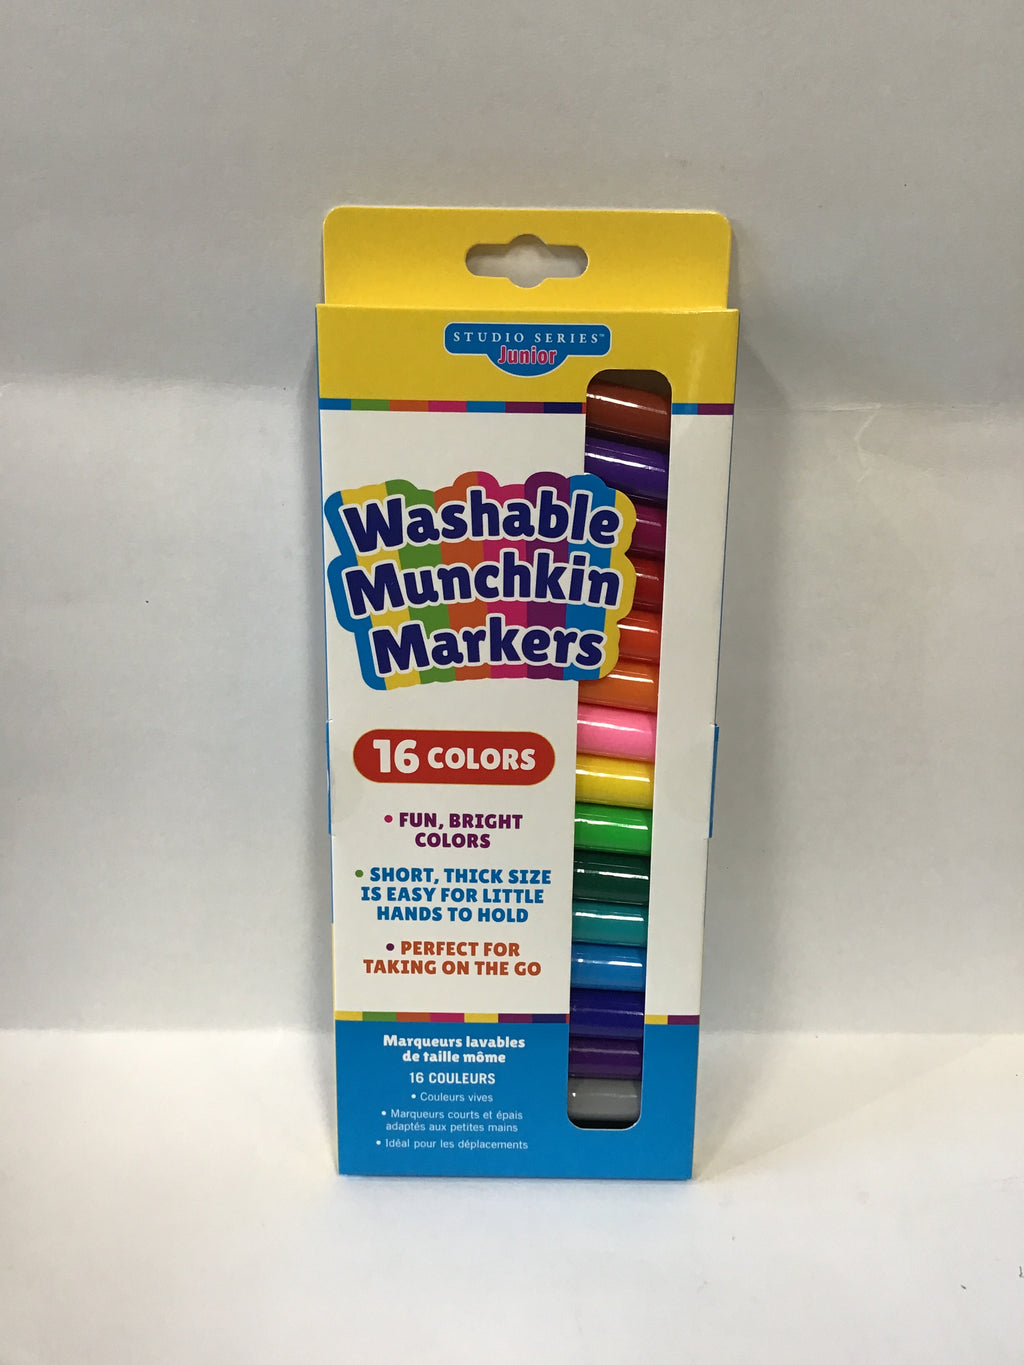 STUDIO SERIES™
Junior
Washable
Munchkin
Markers
16 COLORS
• FUN, BRIGHT
COLORS
• SHORT, THICK SIZE
IS EASY FOR LITTLE
HANDS TO HOLD
• PERFECT FOR
TAKING ON THE GO
Marqueurs lavables
de taille môme
16 COULEURS
• Couleurs vives
• Marqueurs courts et épais
adaptés aux petites mains
• Idéal pour les déplacements